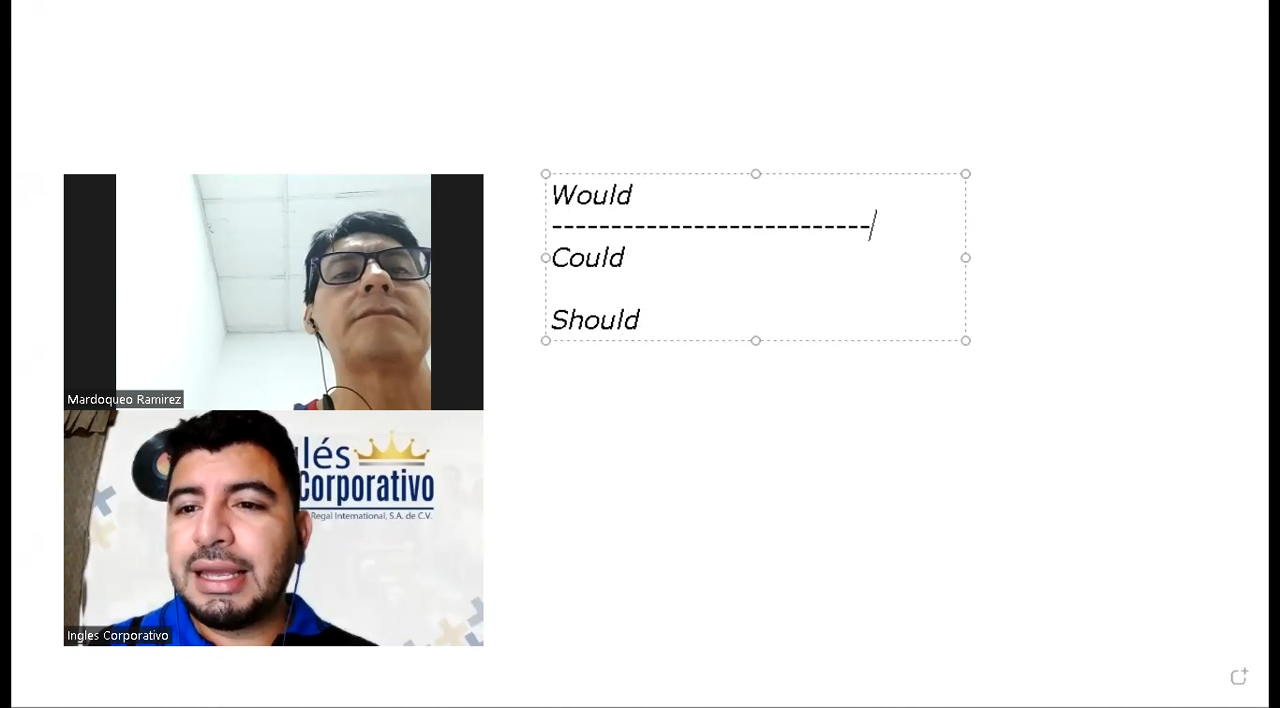 Would
---------------------------/
Could
Should
Mardoqueo Ramirez
lés
Corporativo
Regal International, S.A. de C.V.
Ingles Corporativo